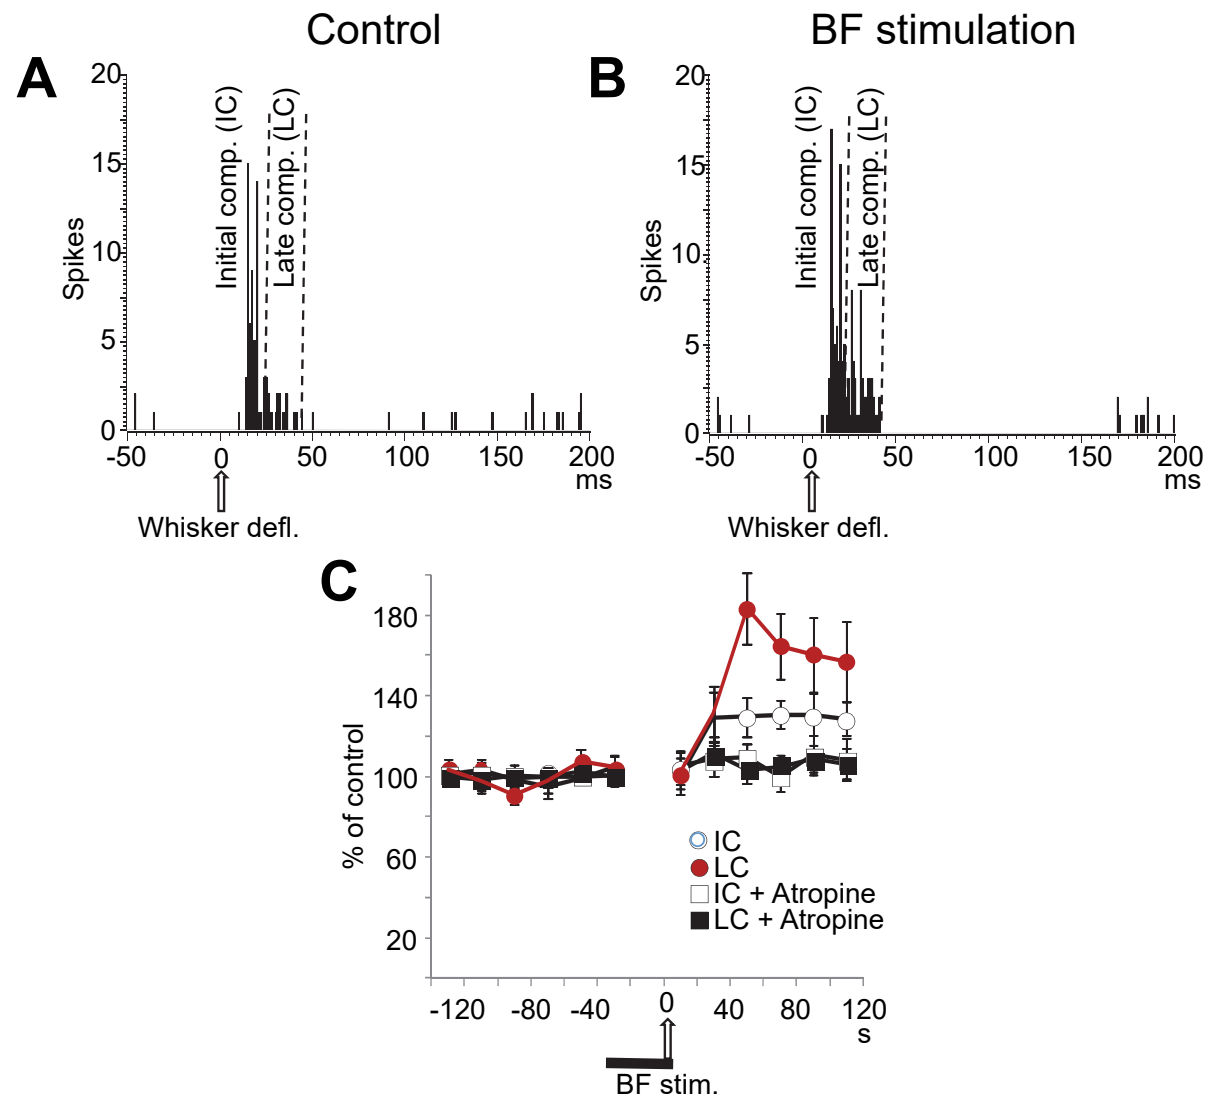 Control
BF stimulation
A
20
15
10
5
0
Spikes
Initial comp. (IC)
Late comp. (LC)
-50
0
50
100
150
200
ms
Whisker defl.
B
20
15
10
5
0
Spikes
Initial comp. (IC)
Late comp. (LC)
-50
0
50
100
150
200
ms
Whisker defl.
C
180
140
100
60
20
% of control
IC
LC
IC + Atropine
LC + Atropine
-120
-80
-40
0
40
80
120
s
BF stim.